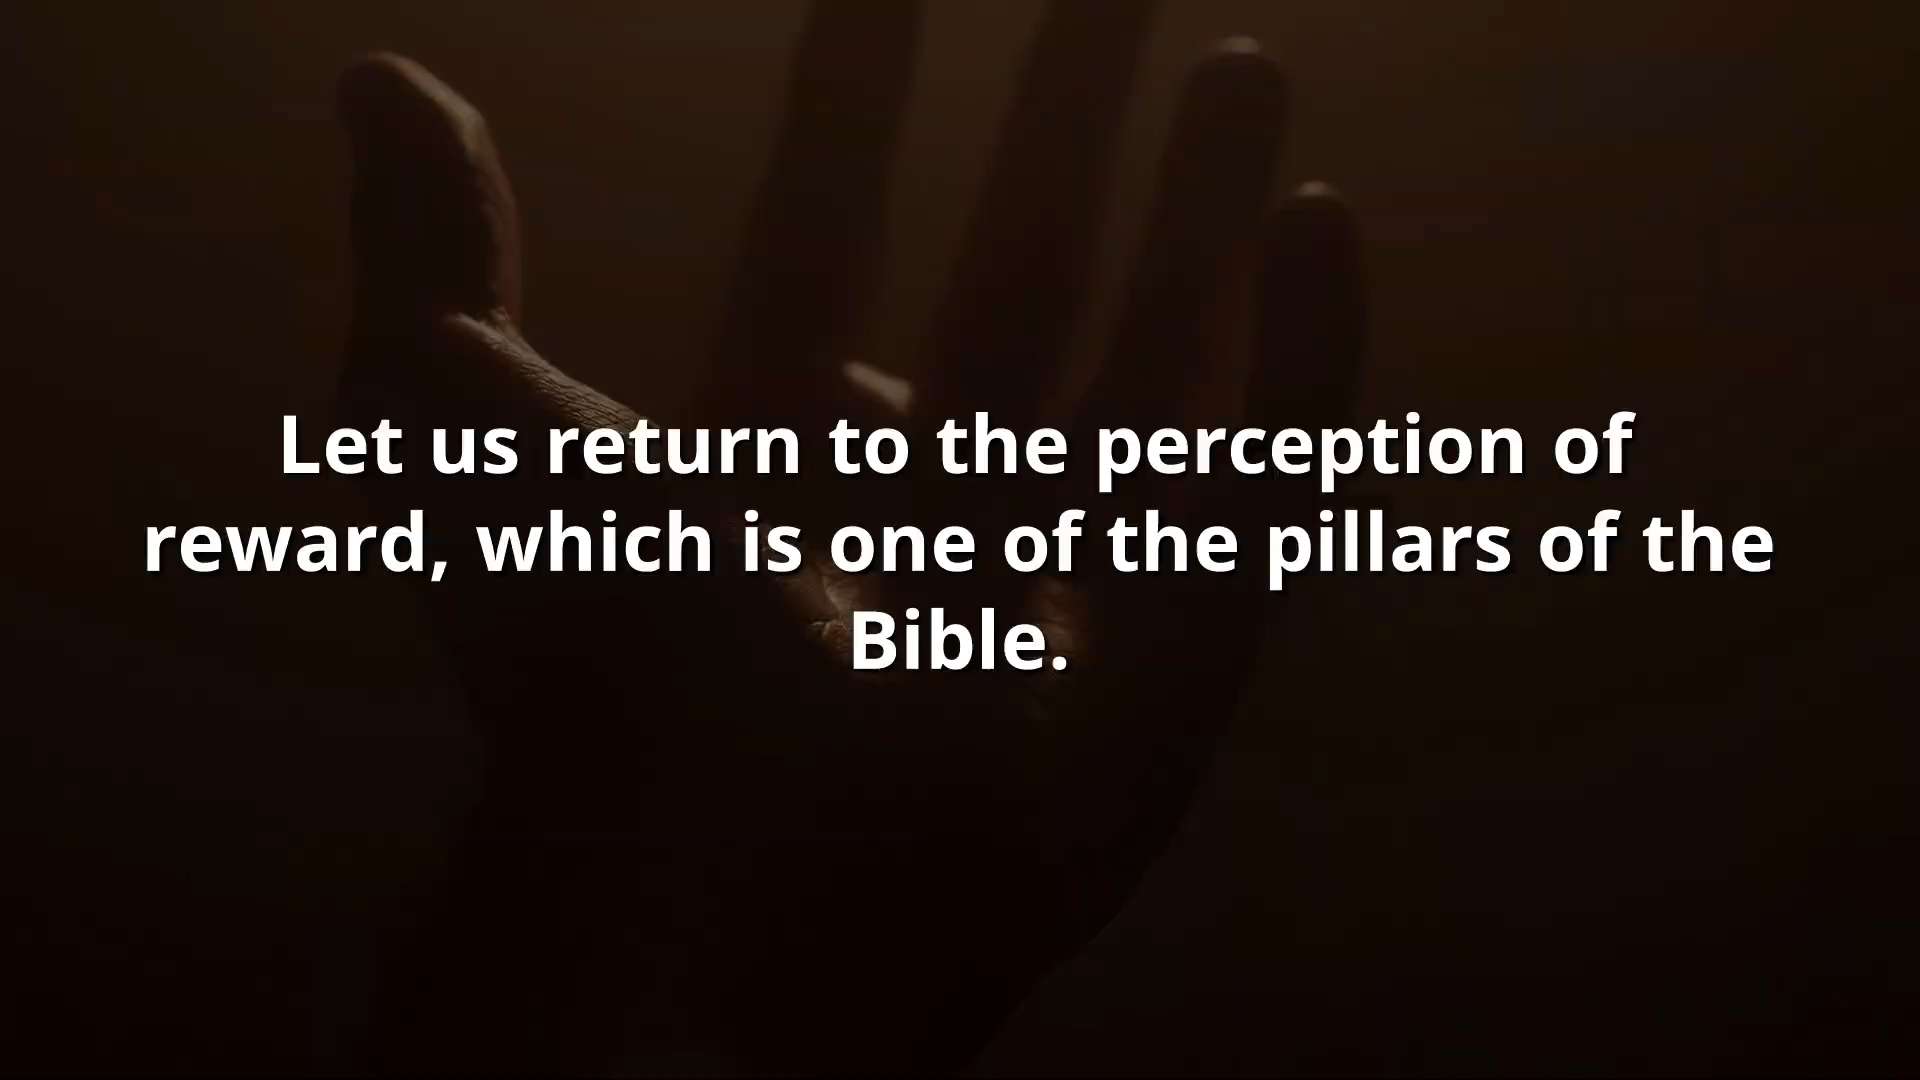 Let us return to the perception of
reward, which is one of the pillars of the
Bible.